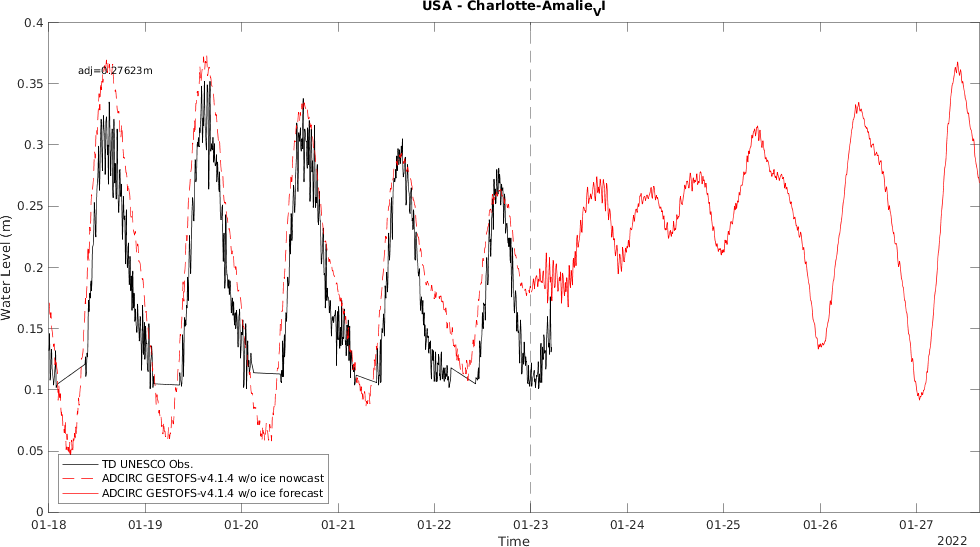 USA - Charlotte-Amalie_VI
adj=0.27623m
0.4
0.35
0.3
0.25
0.2
0.15
0.1
0.05
0
Water Level (m)
TD UNESCO Obs.
ADCIRC GESTOFS-v4.1.4 w/o ice nowcast
ADCIRC GESTOFS-v4.1.4 w/o ice forecast
01-18 01-19 01-20 01-21 01-22 01-23 01-24 01-25 01-26 01-27
Time
2022